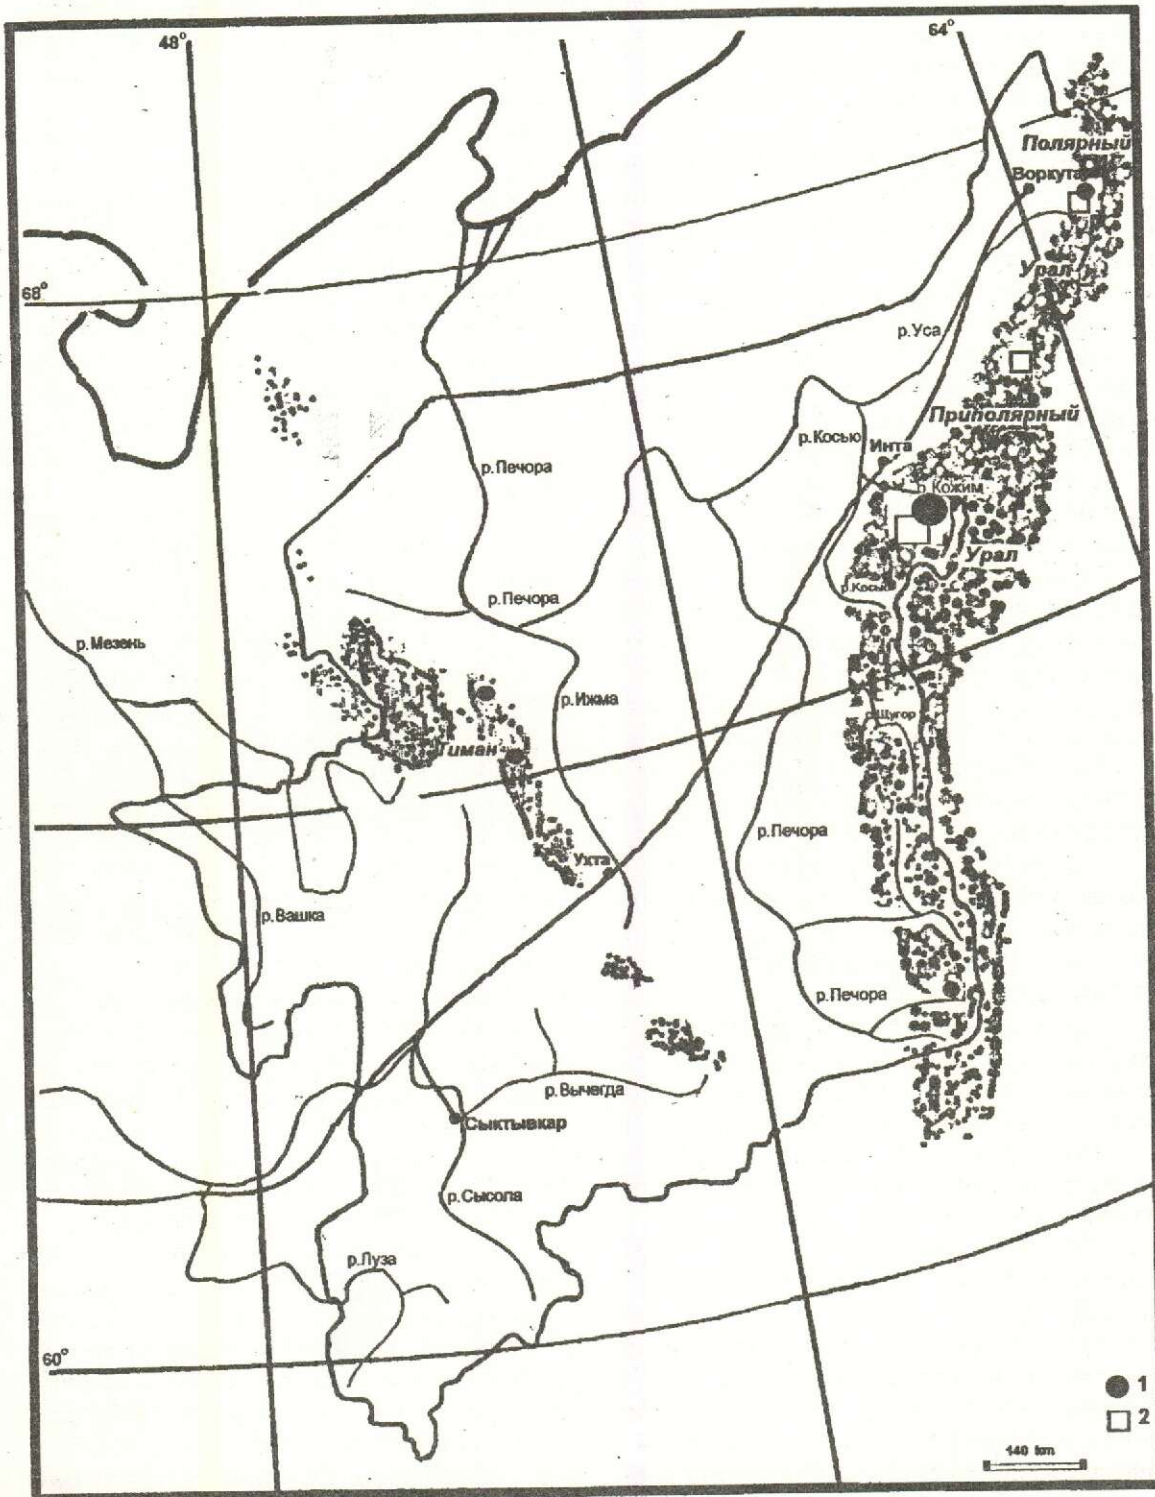 48°
64°
Полярный
Воркута
Урал
68°
р.Уса
Приполярный
р.Косью
Инта
р.Печора
р.Кожим
Урал
р.Косью
р.Печора
р.Мезень
р.Ижма
р.Щугор
Тиман
р.Печора
Ухта
р.Вашка
р.Печора
р.Вычегда
Сыктывкар
р.Сысола
р.Луза
60°
1
2
140 km